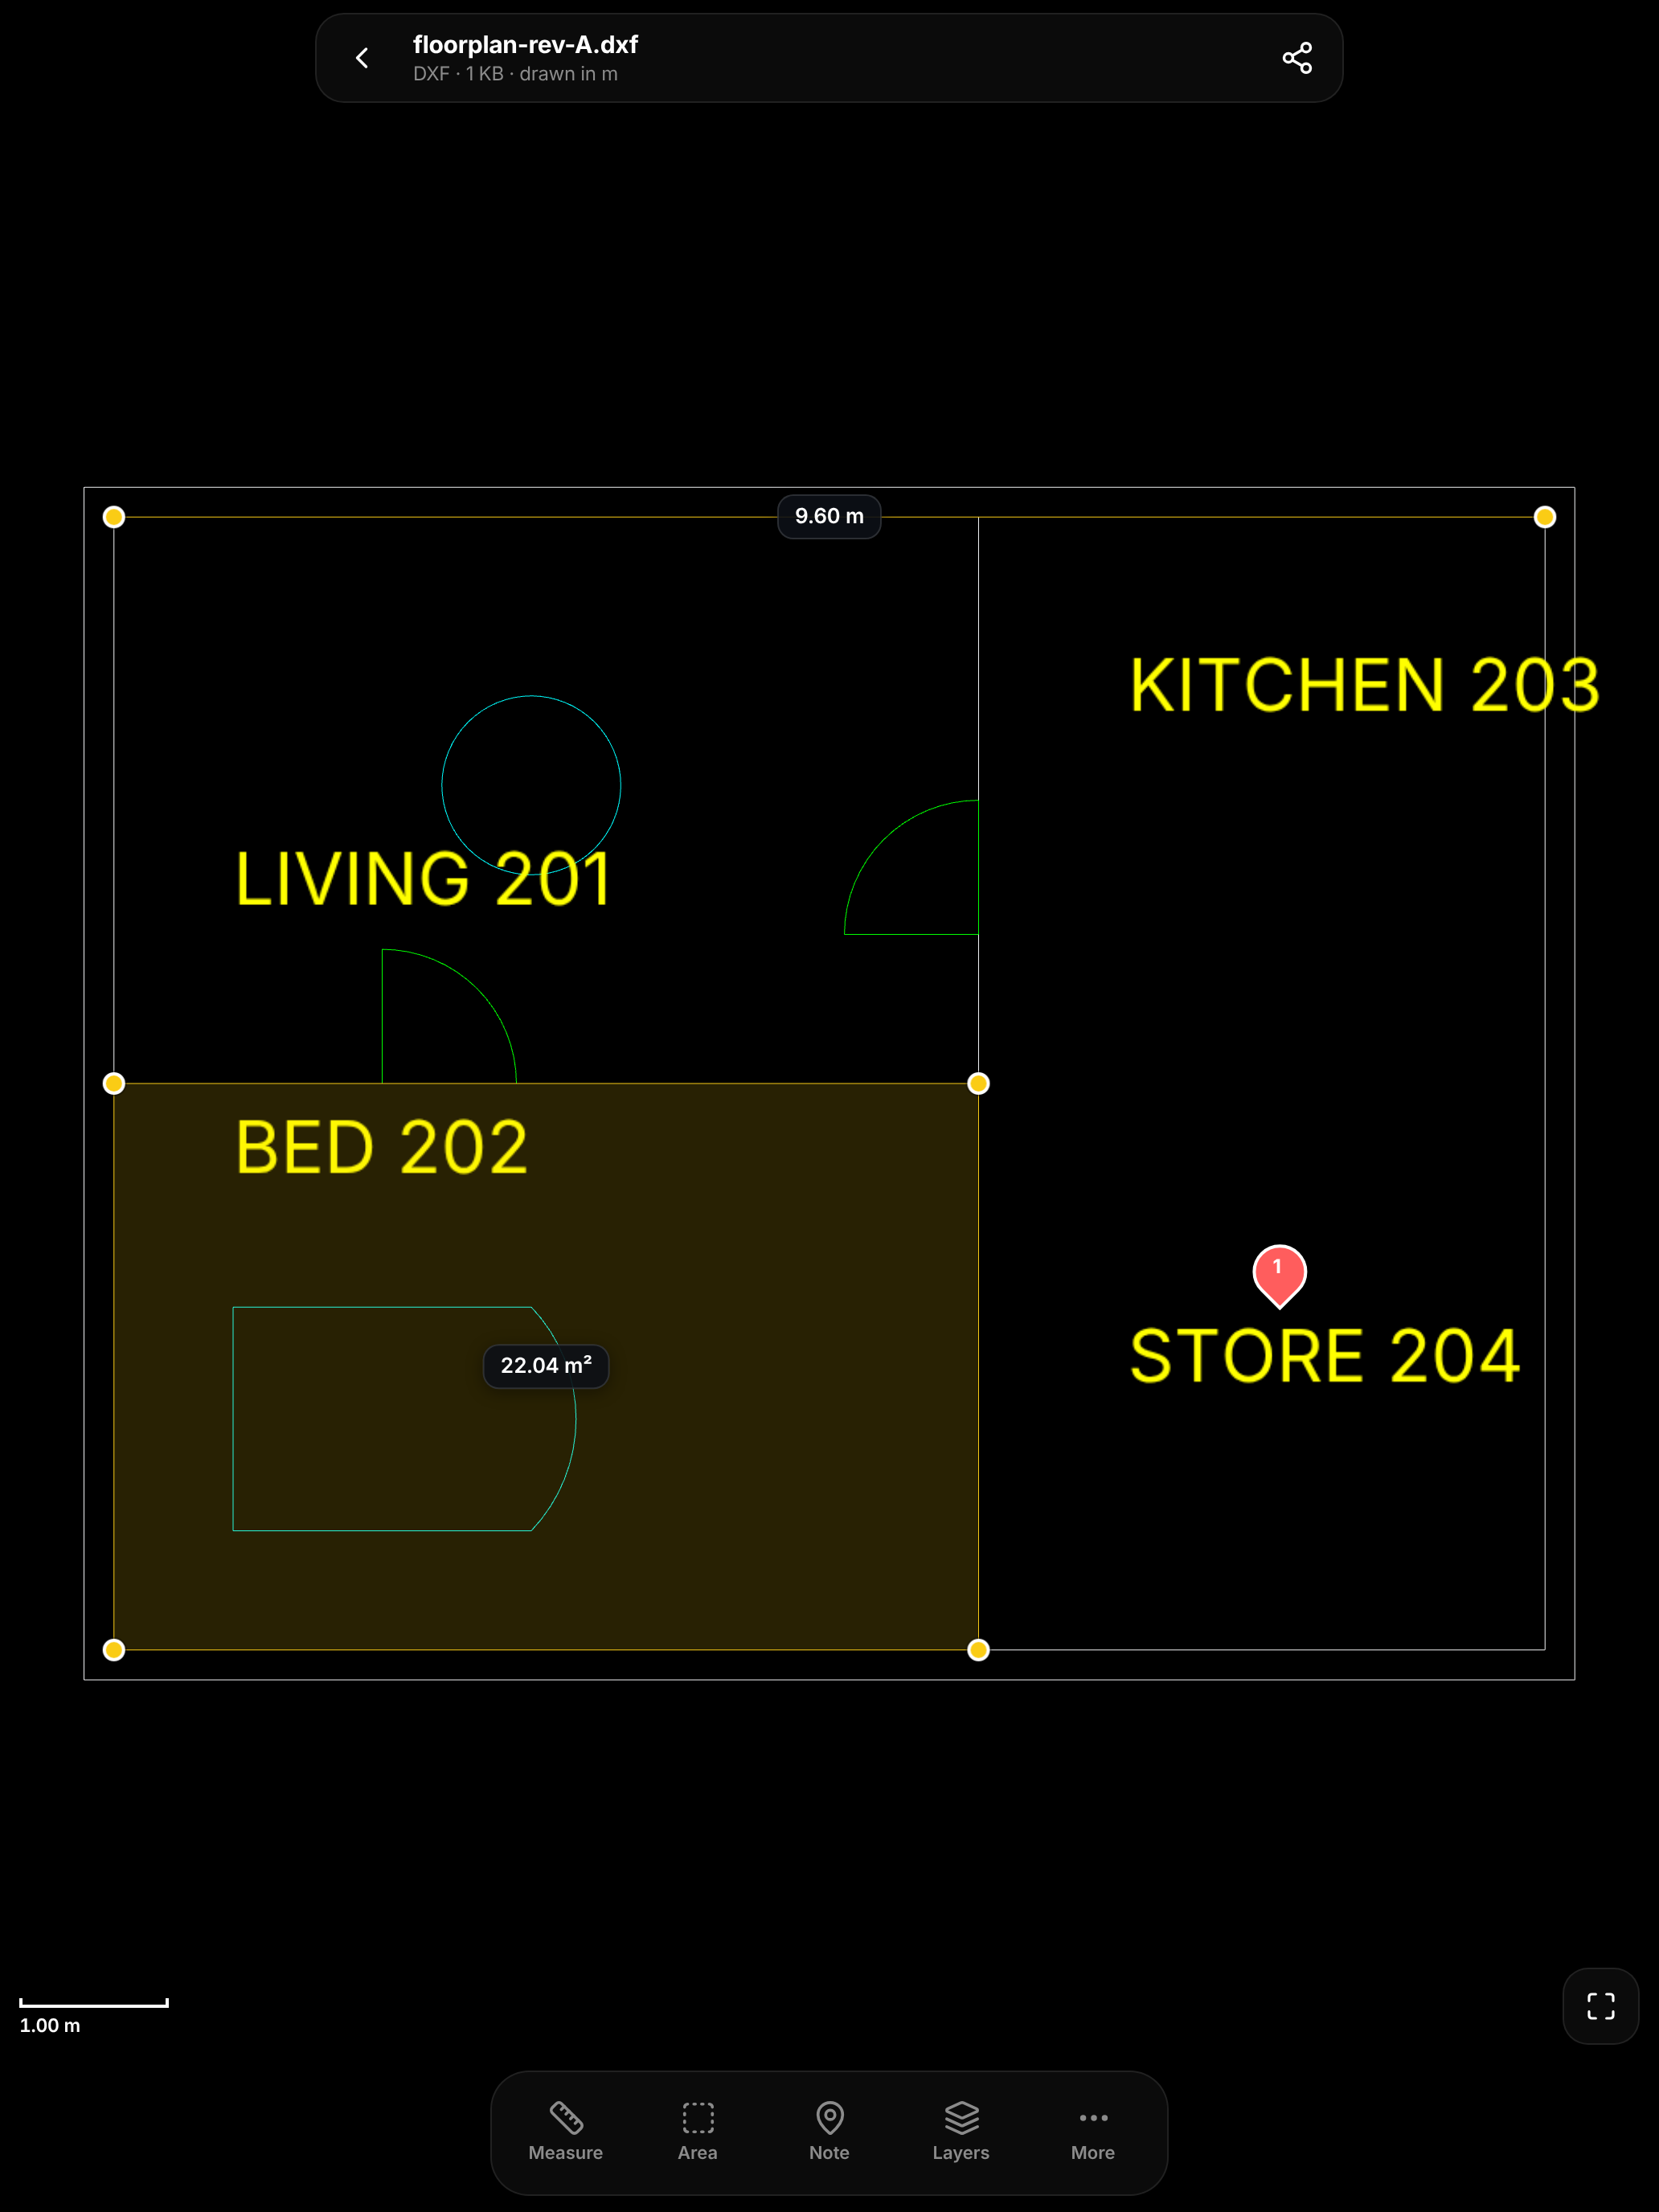 floorplan-rev-A.dxf
DXF · 1 KB · drawn in m
9.60 m
KITCHEN 203
LIVING 201
BED 202
1
STORE 204
22.04 m²
1.00 m
Measure
Area
Note
Layers
More